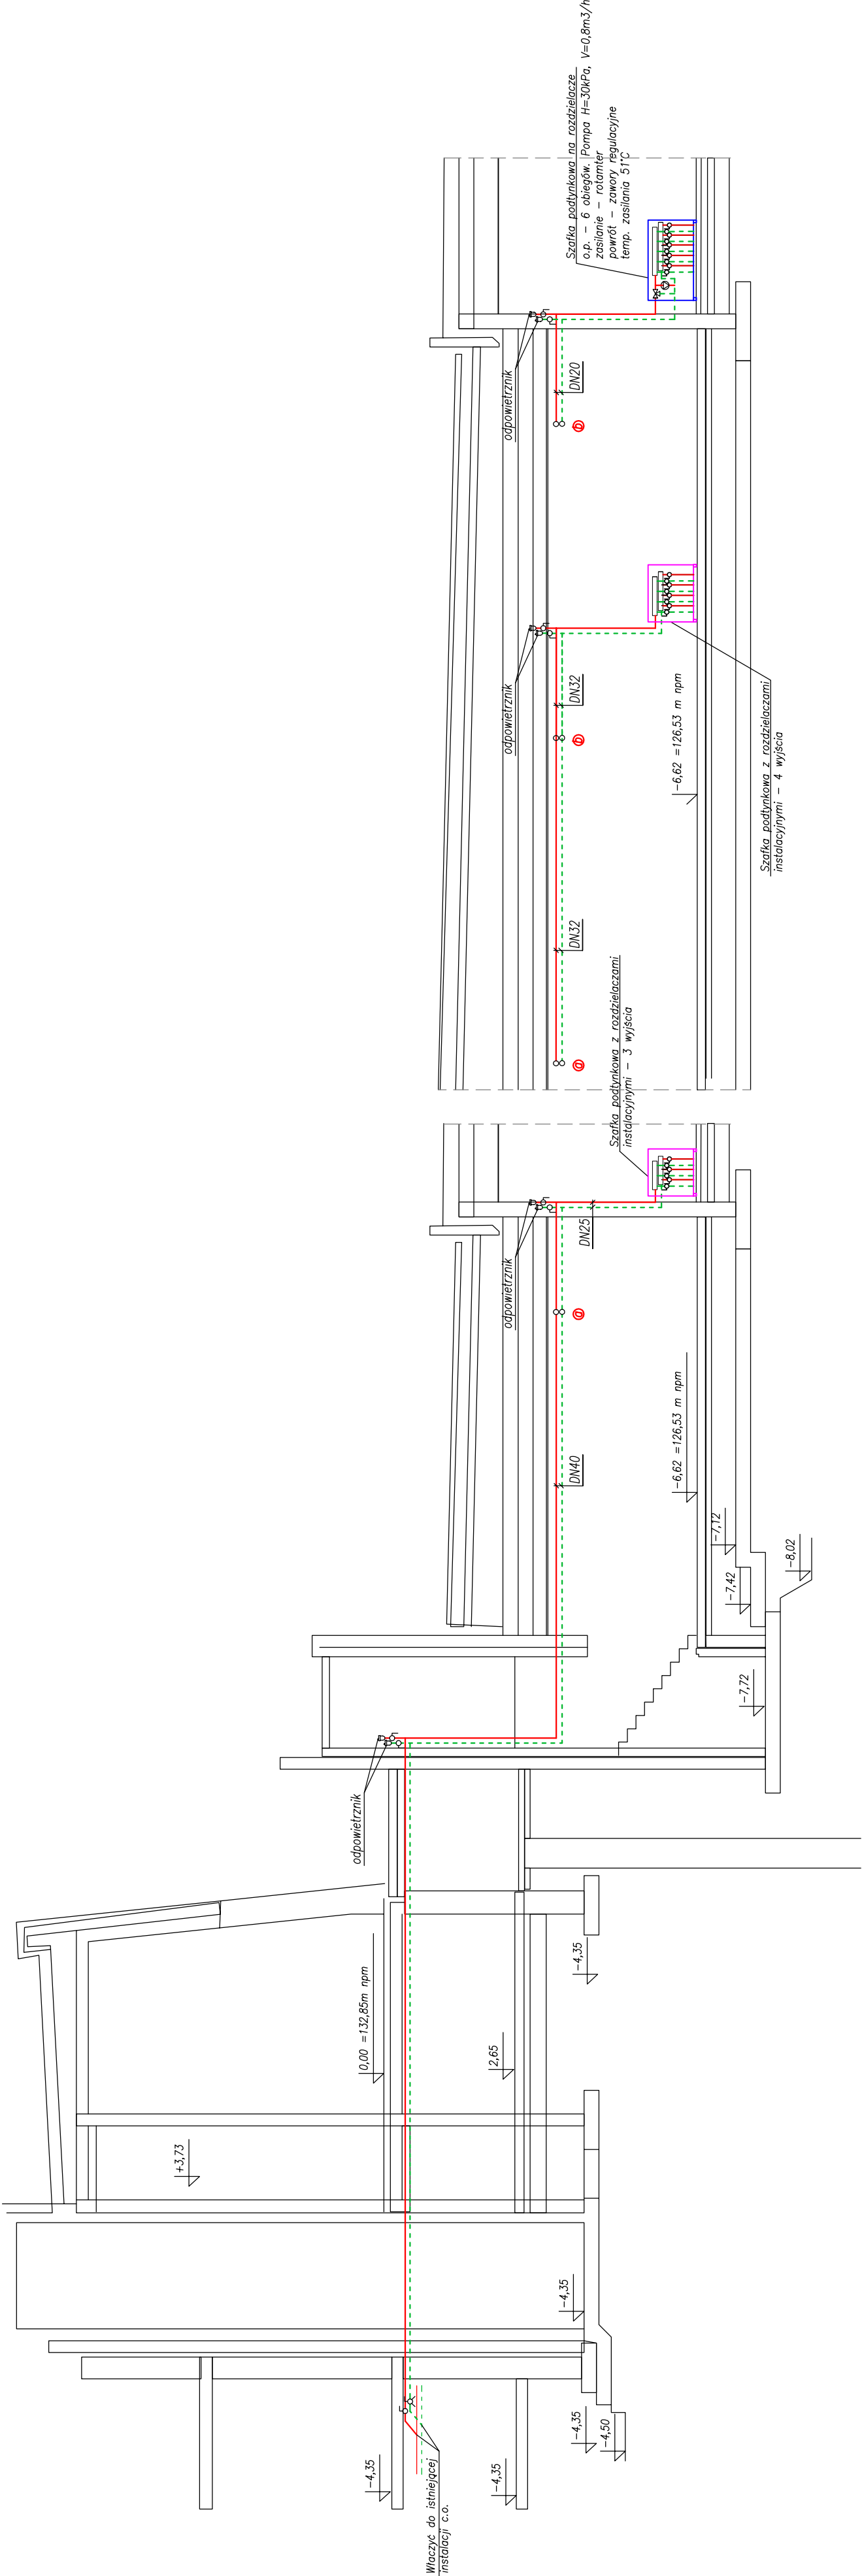 Szafka podtynkowa na rozdzielacze
o.p. – 6 obiegów. Pompa H=30kPa, V=0,8m3/h
zasilanie – rotamter
powrót – zawory regulacyjne
temp. zasilania 51°C
odpowietrznik
DN20
b
odpowietrznik
DN32
b
–6,62 =126,53 m npm
Szafka podtynkowa z rozdzielaczami
instalacyjnymi – 4 wyjścia
DN32
a
Szafka podtynkowa z rozdzielaczami
instalacyjnymi – 3 wyjścia
odpowietrznik
DN25
a
DN40
–6,62 =126,53 m npm
–7,12
–7,42
–8,02
–7,72
odpowietrznik
–4,35
0,00 =132,85m npm
2,65
+3,73
–4,35
–4,35
–4,50
–4,35
–4,35
Włączyć do istniejącej
instalacji c.o.